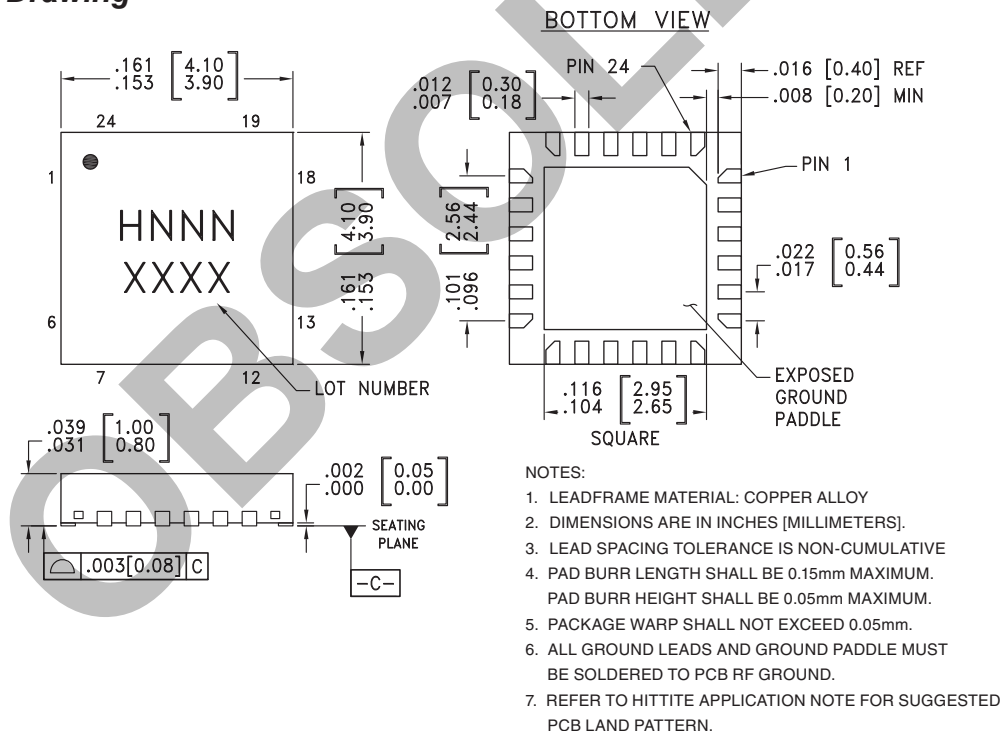 Drawing
BOTTOM VIEW
.161 [4.10]
.153 [3.90]
24 19
1 18
HNNN
XXXX
6 13
7 12
LOT NUMBER
[4.10]
[3.90]
.161
.153
.012 [0.30]
.007 [0.18]
PIN 24
.016 [0.40] REF
.008 [0.20] MIN
PIN 1
[2.56]
[2.44]
.101
.096
.022 [0.56]
.017 [0.44]
.116 [2.95]
.104 [2.65]
SQUARE
EXPOSED
GROUND
PADDLE
.039 [1.00]
.031 [0.80]
.002 [0.05]
.000 [0.00]
SEATING
PLANE
.003[0.08] C
-C-
NOTES:
1. LEADFRAME MATERIAL: COPPER ALLOY
2. DIMENSIONS ARE IN INCHES [MILLIMETERS].
3. LEAD SPACING TOLERANCE IS NON-CUMULATIVE
4. PAD BURR LENGTH SHALL BE 0.15mm MAXIMUM.
PAD BURR HEIGHT SHALL BE 0.05mm MAXIMUM.
5. PACKAGE WARP SHALL NOT EXCEED 0.05mm.
6. ALL GROUND LEADS AND GROUND PADDLE MUST
BE SOLDERED TO PCB RF GROUND.
7. REFER TO HITTITE APPLICATION NOTE FOR SUGGESTED
PCB LAND PATTERN.
OBSOL